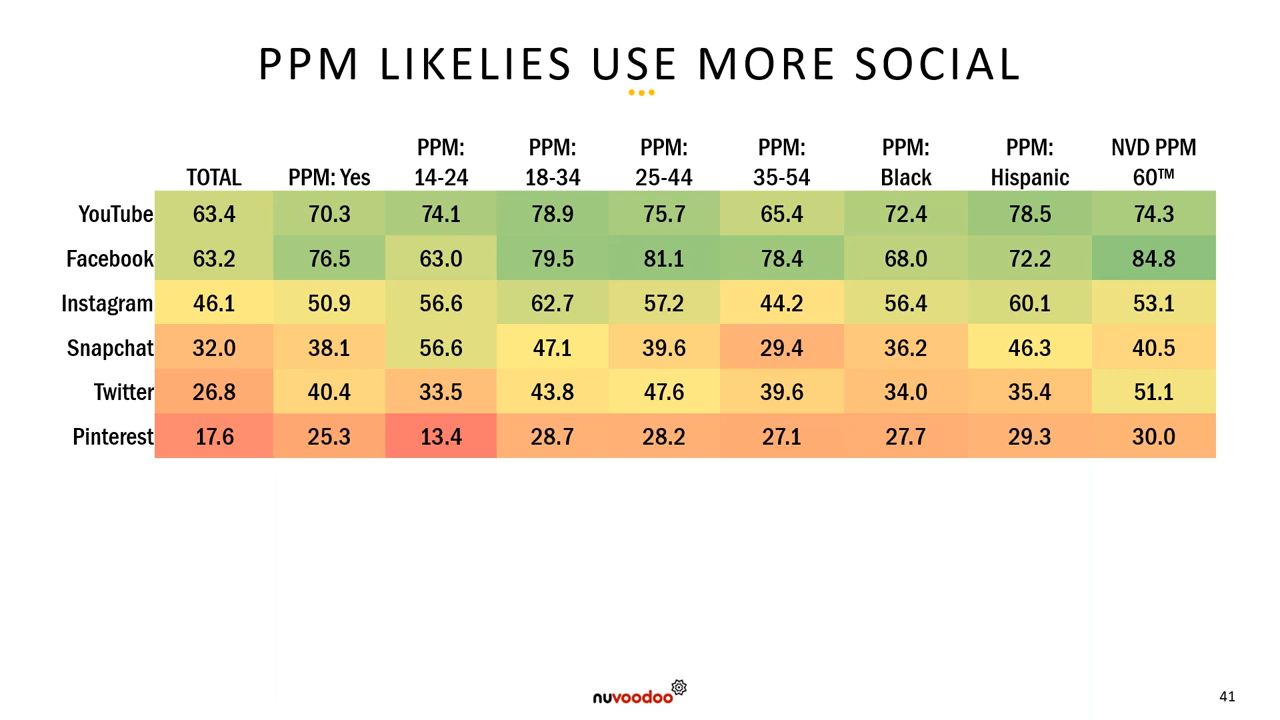 PPM LIKELIES USE MORE SOCIAL
TOTAL PPM: Yes PPM: 14-24 PPM: 18-34 PPM: 25-44 PPM: 35-54 PPM: Black PPM: Hispanic NVD PPM 60™
YouTube 63.4 70.3 74.1 78.9 75.7 65.4 72.4 78.5 74.3
Facebook 63.2 76.5 63.0 79.5 81.1 78.4 68.0 72.2 84.8
Instagram 46.1 50.9 56.6 62.7 57.2 44.2 56.4 60.1 53.1
Snapchat 32.0 38.1 56.6 47.1 39.6 29.4 36.2 46.3 40.5
Twitter 26.8 40.4 33.5 43.8 47.6 39.6 34.0 35.4 51.1
Pinterest 17.6 25.3 13.4 28.7 28.2 27.1 27.7 29.3 30.0
nuvoodoo
41